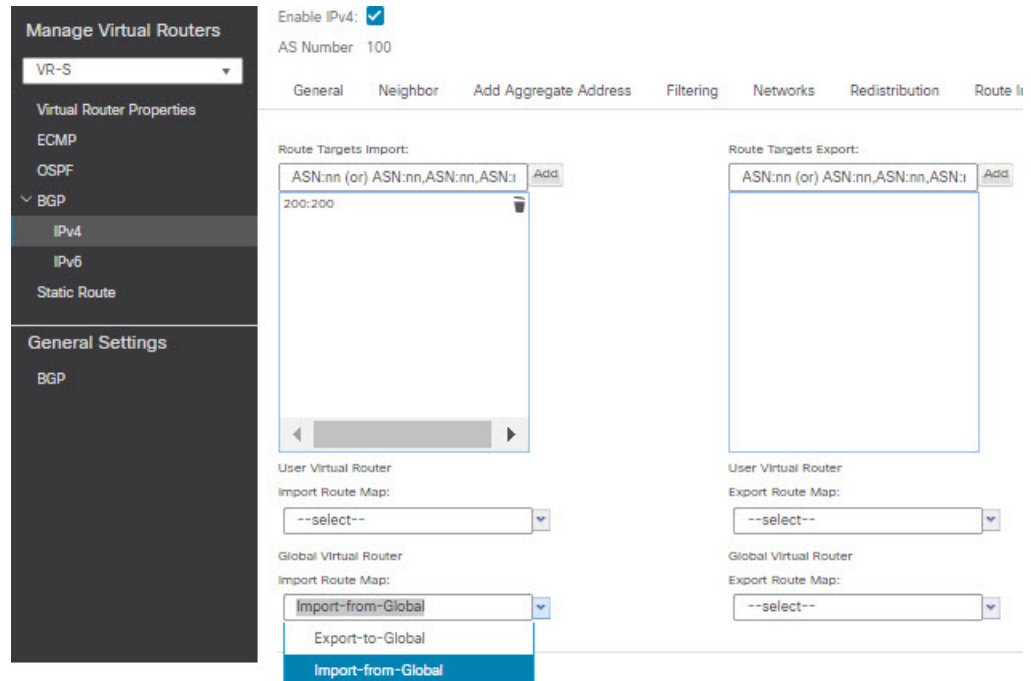 Manage Virtual Routers
VR-S
Virtual Router Properties
ECMP
OSPF
BGP
IPv4
IPv6
Static Route
General Settings
BGP
Enable IPv4:
AS Number 100
General Neighbor Add Aggregate Address Filtering Networks Redistribution Route
Route Targets Import: Route Targets Export:
ASN:nn (or) ASN:nn,ASN:nn,ASN: Add ASN:nn (or) ASN:nn,ASN:nn,ASN: Add
200:200
User Virtual Router User Virtual Router
Import Route Map: Export Route Map:
--select-- --select--
Global Virtual Router Global Virtual Router
Import Route Map: Export Route Map:
Import-from-Global --select--
Export-to-Global
Import-from-Global